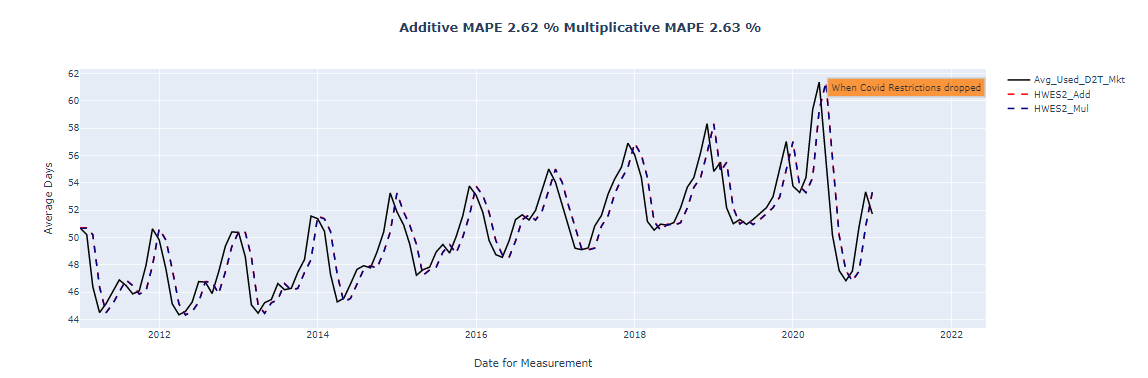 Additive MAPE 2.62 % Multiplicative MAPE 2.63 %
62
60
58
56
54
52
50
48
46
44
Average Days
When Covid Restrictions dropped
Avg_Used_D2T_Mkt
HWES2_Add
HWES2_Mul
2012
2014
2016
2018
2020
2022
Date for Measurement